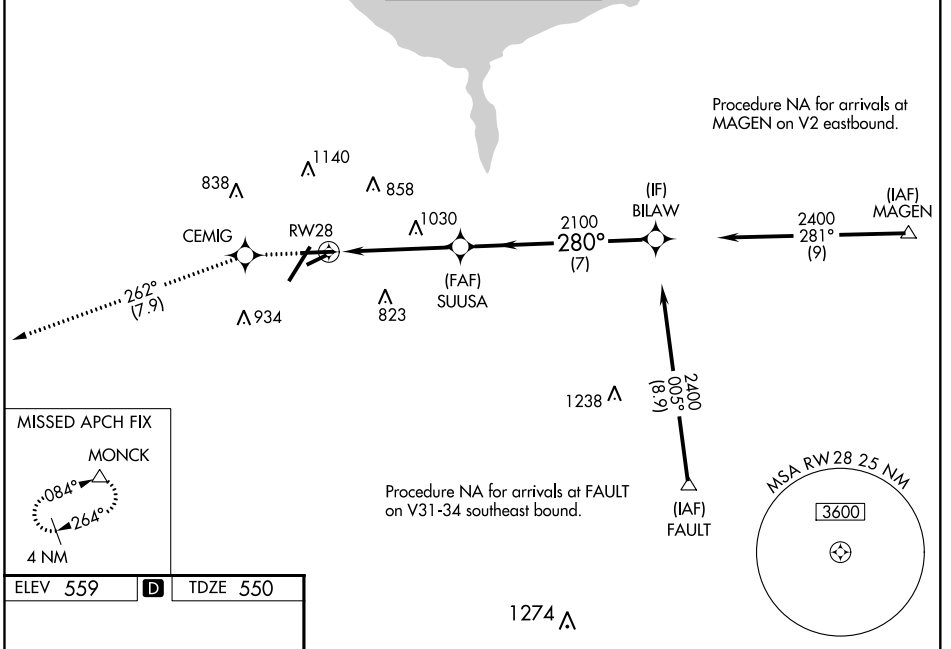 Procedure NA for arrivals at
MAGEN on V2 eastbound.
1140
838
858
(IF)
BILAW
(IAF)
MAGEN
1030
CEMIG
RW28
2100
280°
(7)
2400
281°
(9)
(FAF)
SUUSA
262°
(7.9)
934
823
2400
005°
(8.9)
1238
MISSED APCH FIX
MONCK
084°
264°
4 NM
Procedure NA for arrivals at FAULT
on V31-34 southeast bound.
(IAF)
FAULT
MSA RW 28 25 NM
3600
ELEV 559
D
TDZE 550
1274